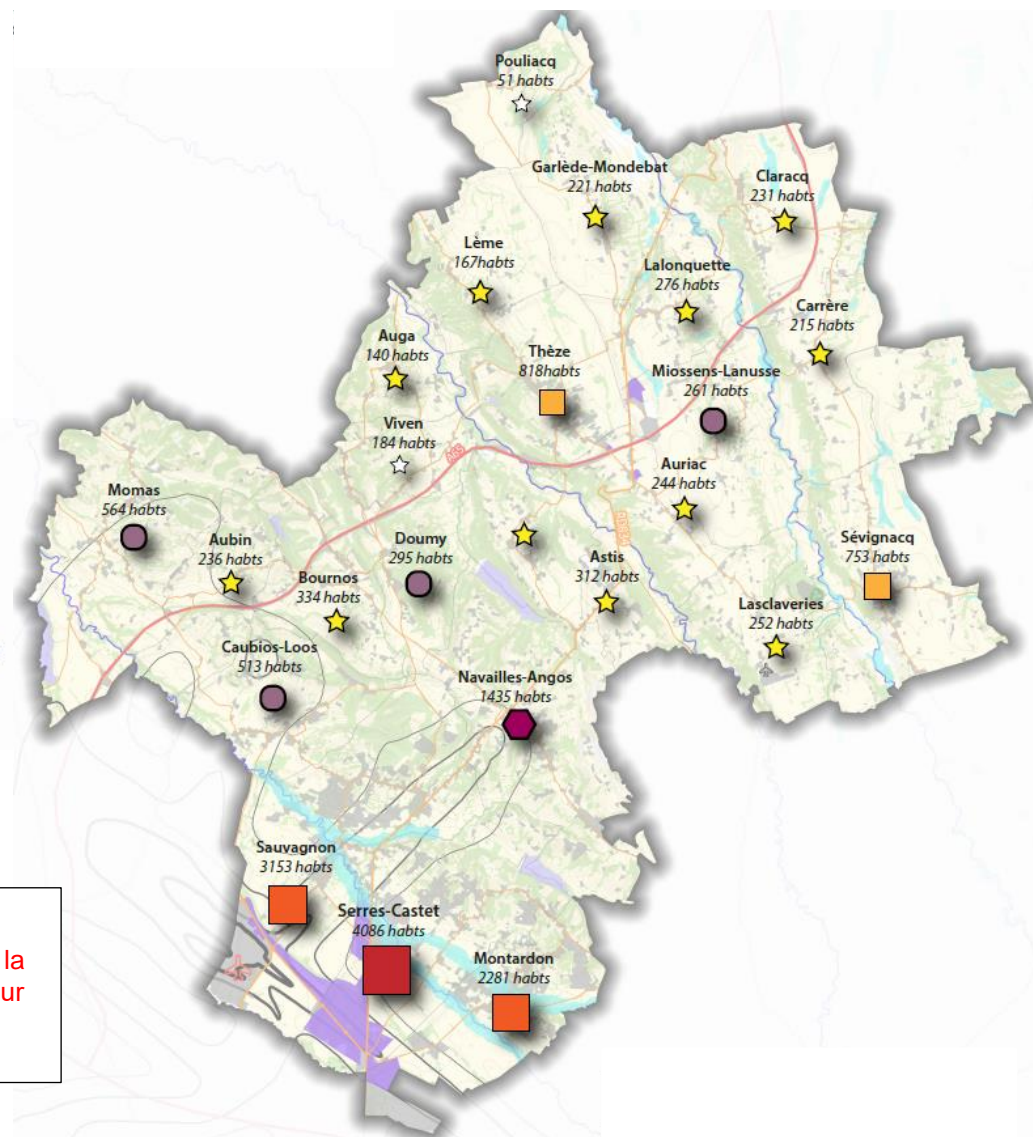 Pouliacq
51 habts
Garlède-Mondebat
221 habts
Claracq
231 habts
Lème
167habts
Lalonquette
276 habts
Carrère
215 habts
Auga
140 habts
Thèze
818habts
Miossens-Lanusse
261 habts
Viven
184 habts
A65
Auriac
244 habts
Momas
564 habts
Aubin
236 habts
Doumy
295 habts
Astis
312 habts
Sévignacq
753 habts
Bournos
334 habts
Lasclaveries
252 habts
Caubios-Loos
513 habts
Navailles-Angos
1435 habts
Sauvagnon
3153 habts
Serres-Castet
4086 habts
Montardon
2281 habts
la
ur